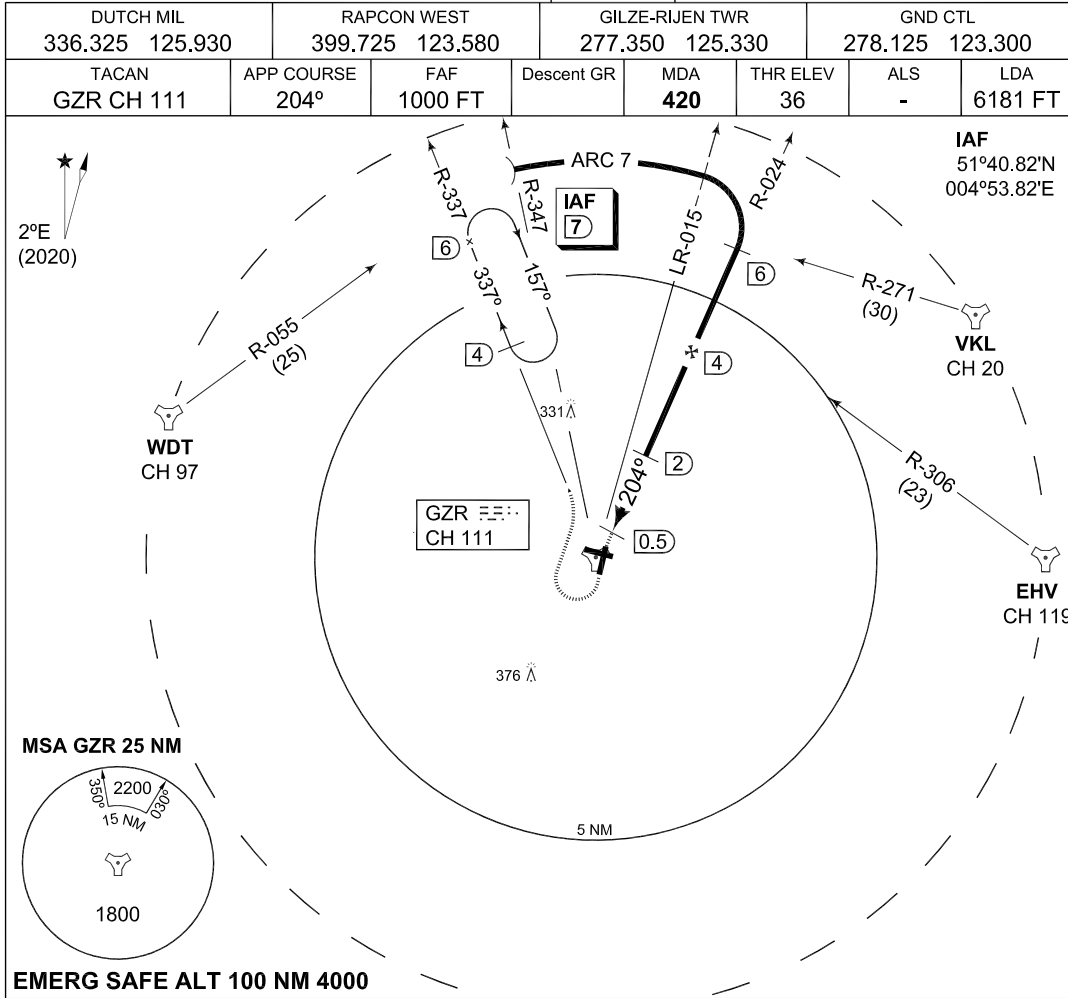 DUTCH MIL
336.325 125.930
RAPCON WEST
399.725 123.580
GILZE-RIJEN TWR
277.350 125.330
GND CTL
278.125 123.300
TACAN
GZR CH 111
APP COURSE
204º
FAF
1000 FT
Descent GR
MDA
420
THR ELEV
36
ALS
-
LDA
6181 FT
IAF
51º40.82'N
004º53.82'E
2ºE
(2020)
ARC 7
R-337
R-347
IAF
7
LR-015
R-024
6
337º
157º
4
6
R-271
(30)
VKL
CH 20
R-055
(25)
WDT
CH 97
4
331
2
204º
R-306
(23)
GZR
CH 111
0.5
EHV
CH 119
376
5 NM
MSA GZR 25 NM
350º
2200
030º
15 NM
1800
EMERG SAFE ALT 100 NM 4000